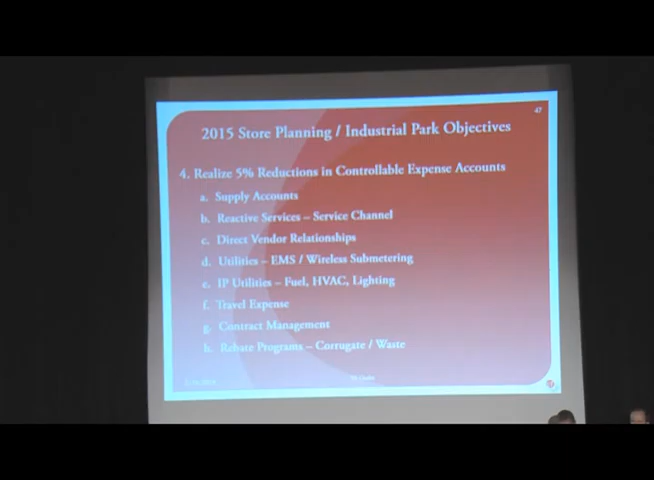 47
2015 Store Planning / Industrial Park Objectives
4. Realize 5% Reductions in Controllable Expense Accounts
a. Supply Accounts
b. Reactive Services – Service Channel
c. Direct Vendor Relationships
d. Utilities – EMS / Wireless Submetering
e. IP Utilities – Fuel, HVAC, Lighting
f. Travel Expense
g. Contract Management
h. Rebate Programs – Corrugate / Waste